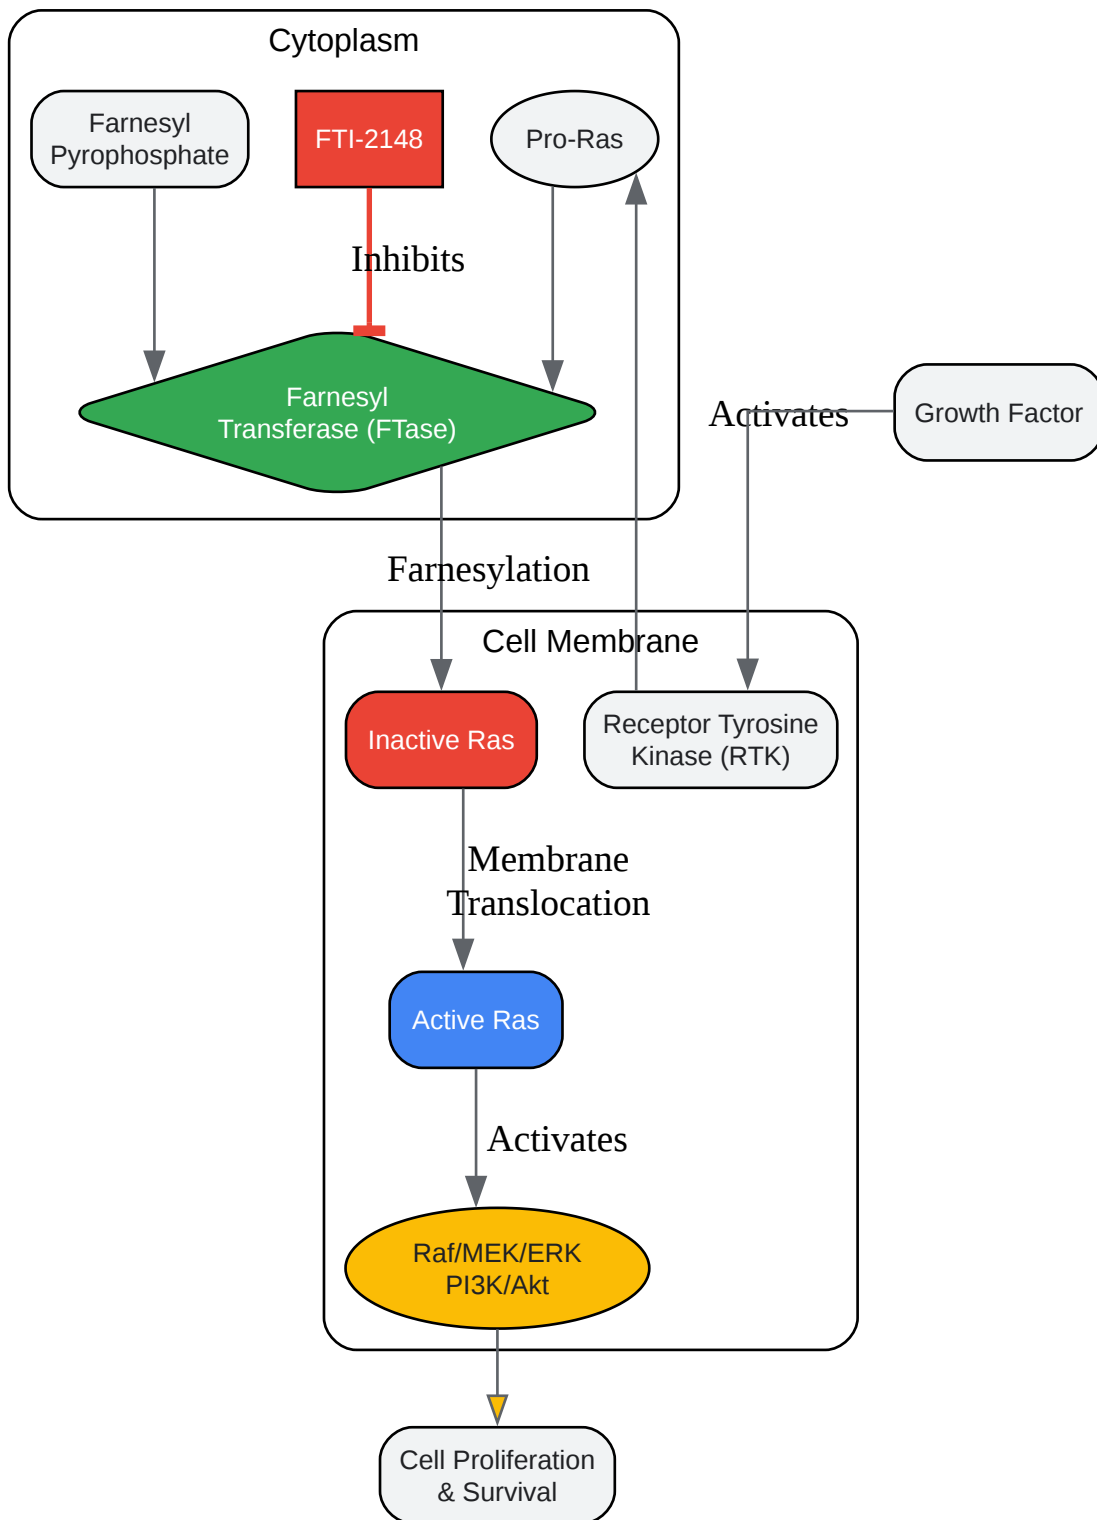 Cytoplasm
Farnesyl
Pyrophosphate
FTI-2148
Pro-Ras
Inhibits
Farnesyl
Transferase (FTase)
Activates
Growth Factor
Farnesylation
Cell Membrane
Inactive Ras
Receptor Tyrosine
Kinase (RTK)
Membrane
Translocation
Active Ras
Activates
Raf/MEK/ERK
PI3K/Akt
Cell Proliferation
& Survival